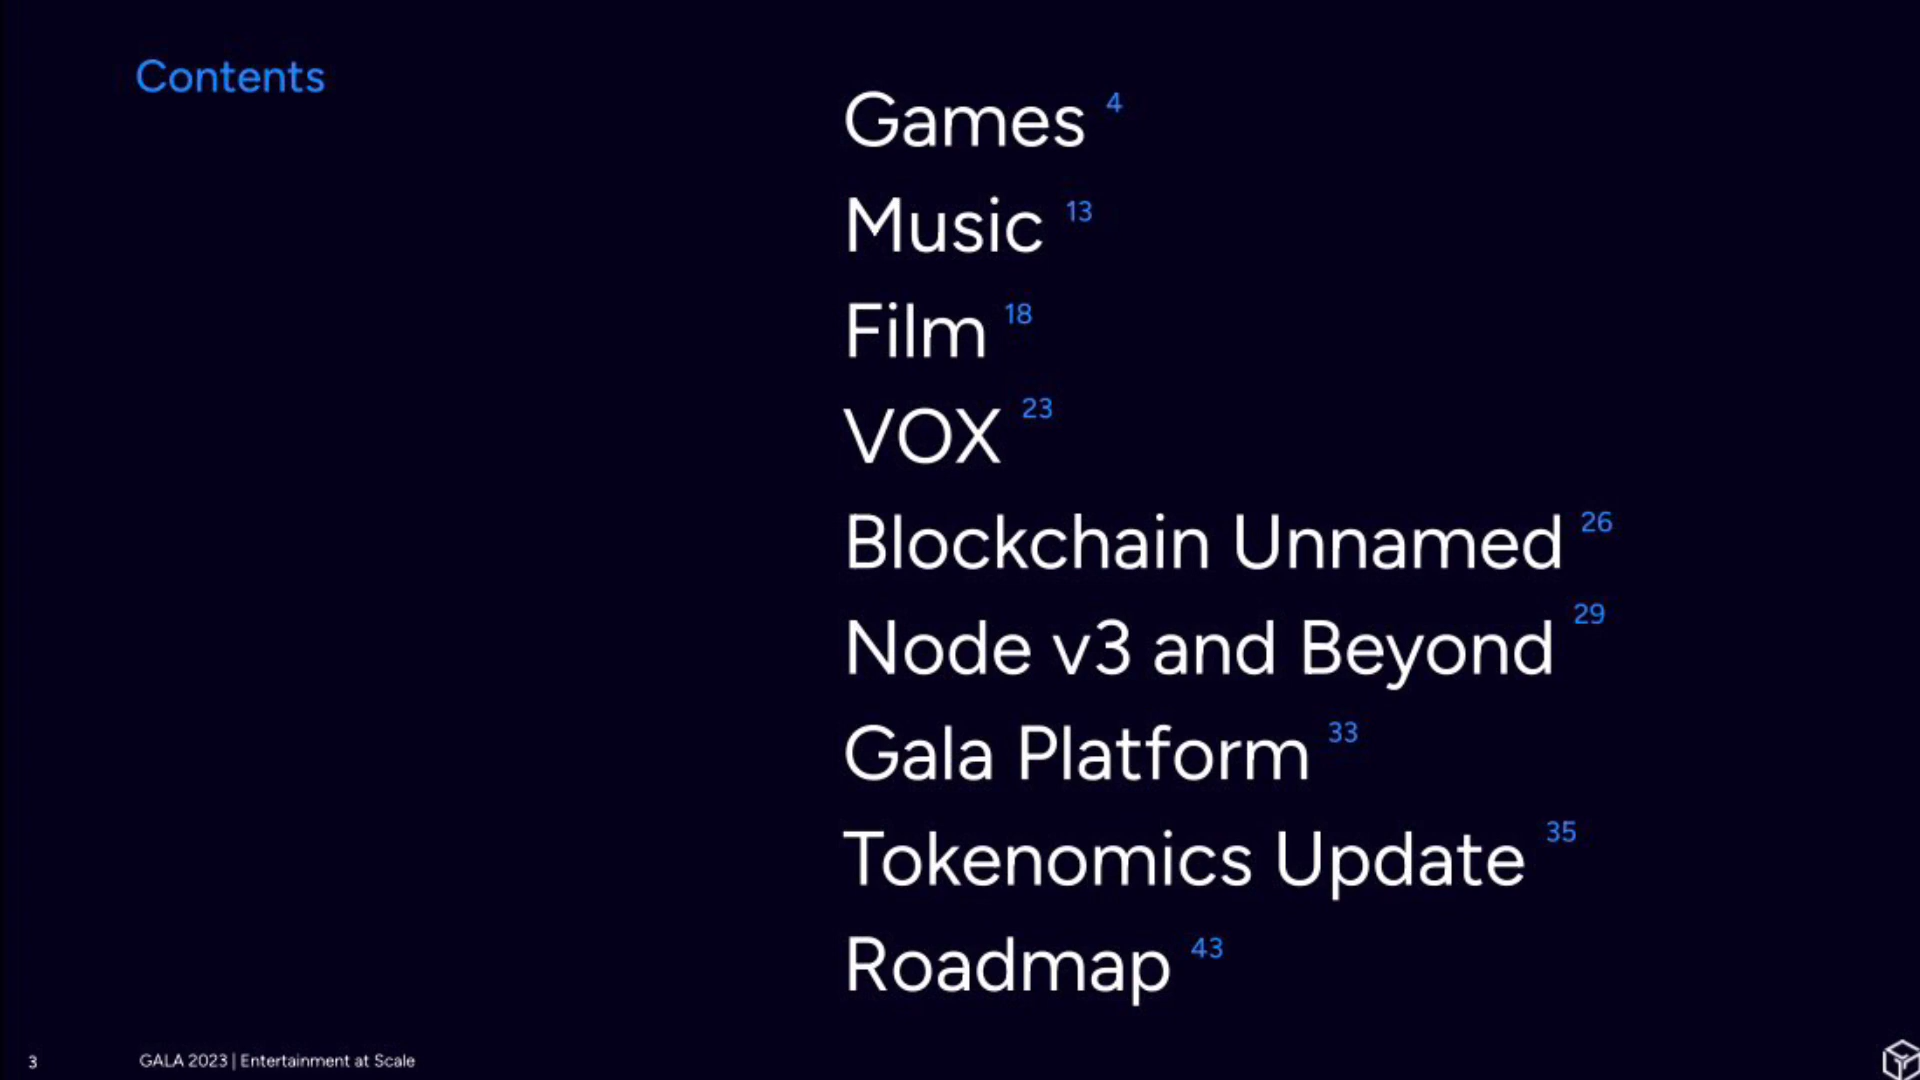 Contents
Games 4
Music 13
Film 18
VOX 23
Blockchain Unnamed 26
Node v3 and Beyond 29
Gala Platform 33
Tokenomics Update 35
Roadmap 43
3
GALA 2023 | Entertainment at Scale